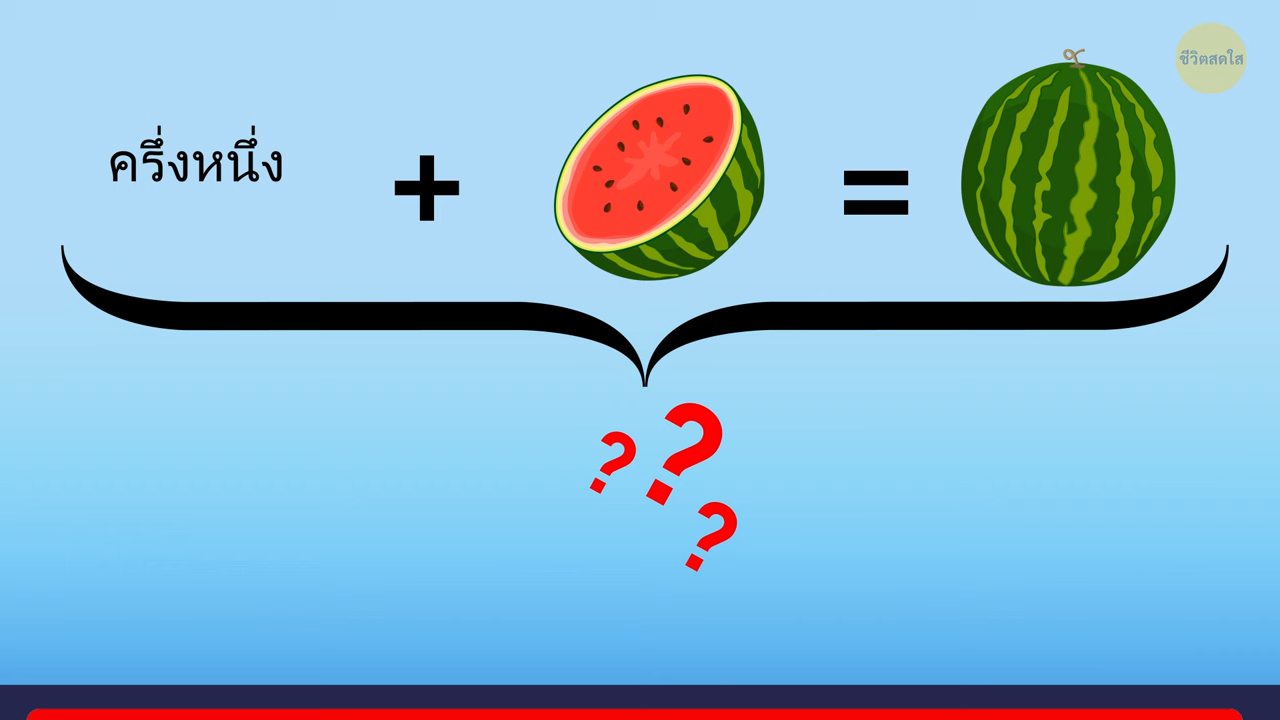 ชีวิตสดใส
ครึ่งหนึ่ง + =
? ? ?